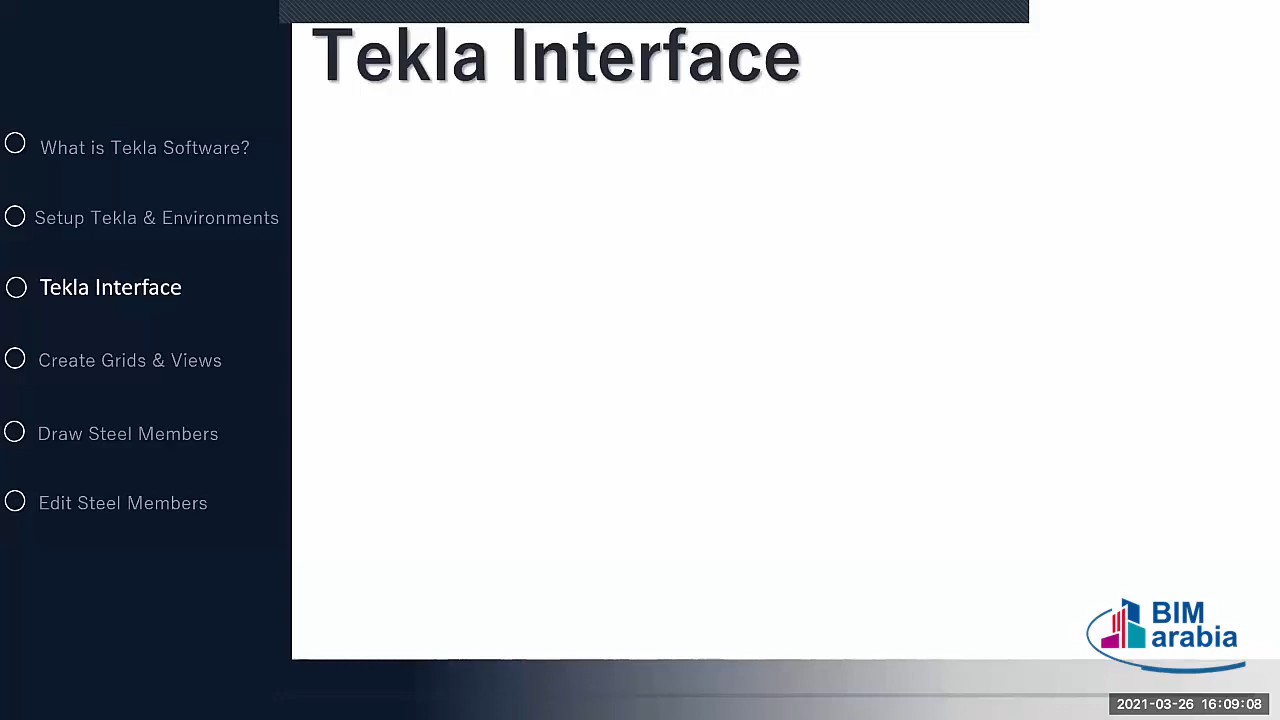 Tekla Interface
What is Tekla Software?
Setup Tekla & Environments
Tekla Interface
Create Grids & Views
Draw Steel Members
Edit Steel Members
BIM
arabia
2021-03-26 16:09:08